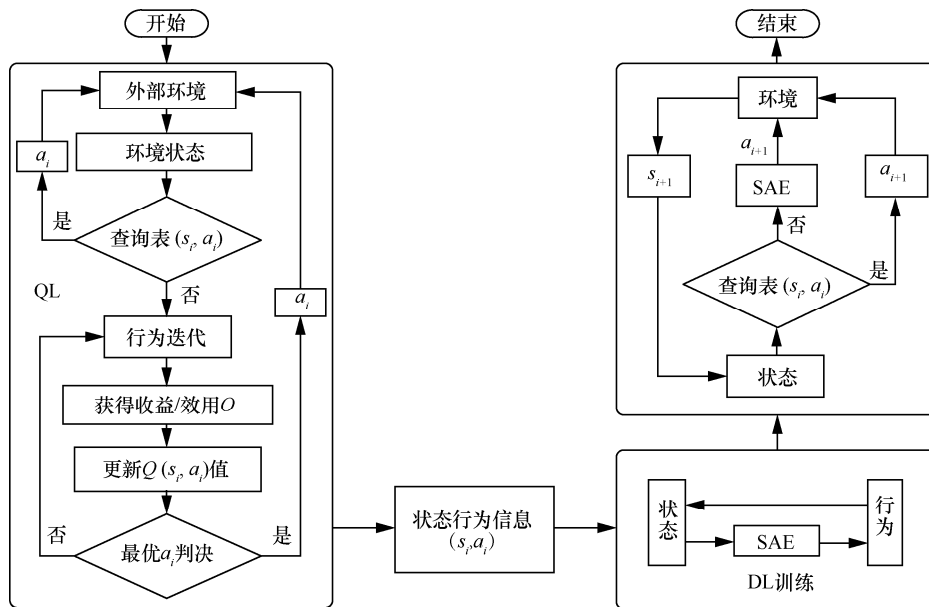 开始
外部环境
a_i
环境状态
是
查询表 (s_i, a_i)
QL
否
a_i
行为迭代
获得收益/效用O
更新Q (s_i, a_i)值
否
最优a_i判决
是
状态行为信息
(s_i,a_i)
结束
环境
a_{i+1}
s_{i+1}
SAE
a_{i+1}
否
查询表 (s_i, a_i)
是
状态
状态
SAE
行为
DL训练